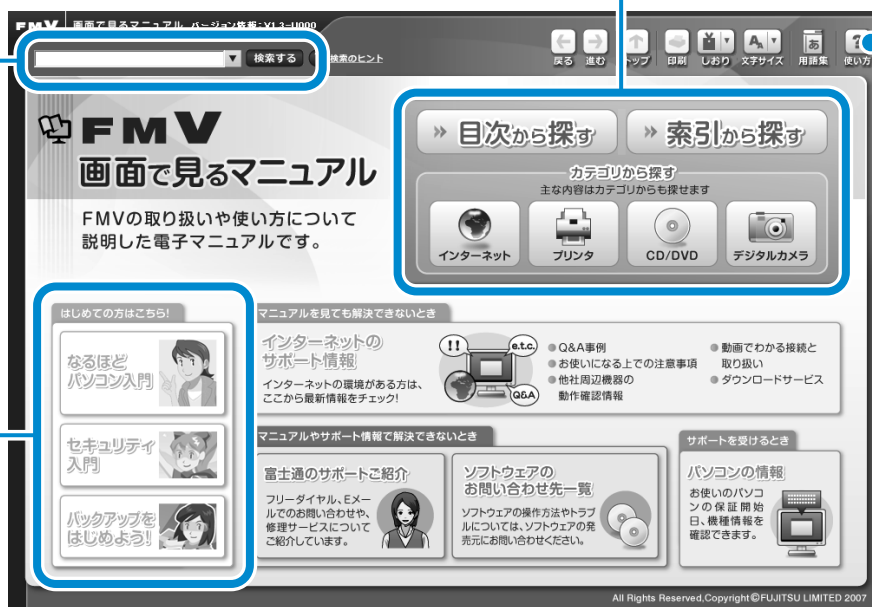 FMV 画面で見るマニュアル バージョン情報:V1.3-U000
検索する 検索のヒント
戻る 進む トップ 印刷 しおり 文字サイズ 用語集 使い方
FMV
画面で見るマニュアル
FMVの取り扱いや使い方について
説明した電子マニュアルです。
目次から探す 索引から探す
カテゴリから探す
主な内容はカテゴリからも探せます
インターネット プリンタ CD/DVD デジタルカメラ
はじめての方はこちら!
なるほど
パソコン入門
セキュリティ
入門
バックアップを
はじめよう!
マニュアルを見ても解決できないとき
インターネットの
サポート情報
インターネットの環境がある方は、
ここから最新情報をチェック!
!! e.t.c. Q&A
Q&A事例
お使いになる上での注意事項
他社周辺機器の
動作確認情報
動画でわかる接続と
取り扱い
ダウンロードサービス
マニュアルやサポート情報で解決できないとき
富士通のサポートご紹介
フリーダイヤル、Eメー
ルでのお問い合わせや、
修理サービスについて
ご紹介しています。
ソフトウェアの
お問い合わせ先一覧
ソフトウェアの操作方法やトラブ
ルについては、ソフトウェアの発
売元にお問い合わせください。
サポートを受けるとき
パソコンの情報
お使いのパソコ
ンの保証開始
日、機種情報を
確認できます。
All Rights Reserved,Copyright©FUJITSU LIMITED 2007